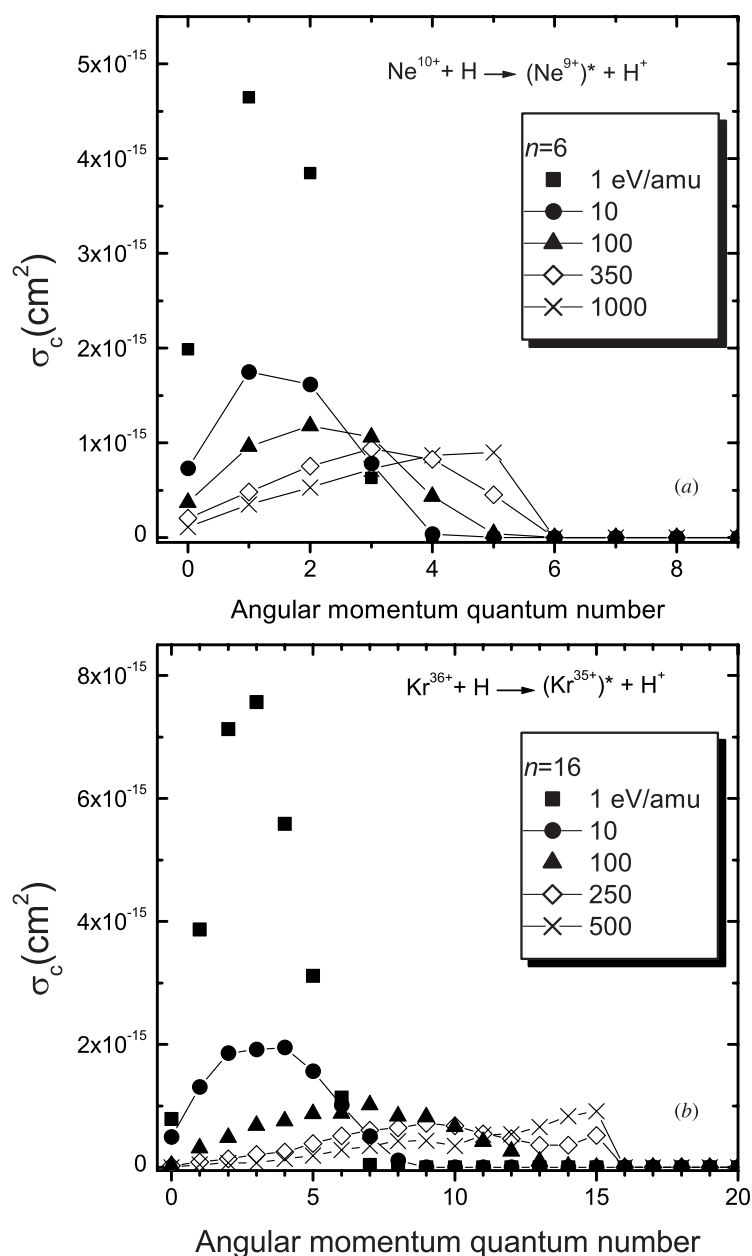 5x10⁻¹⁵
Ne¹⁰⁺ + H → (Ne⁹⁺)* + H⁺
n=6
4x10⁻¹⁵
1 eV/amu
10
3x10⁻¹⁵
100
350
1000
σc(cm²)
2x10⁻¹⁵
1x10⁻¹⁵
(a)
0
0 2 4 6 8
Angular momentum quantum number
8x10⁻¹⁵
Kr³⁶⁺ + H → (Kr³⁵⁺)* + H⁺
n=16
6x10⁻¹⁵
1 eV/amu
10
100
250
500
4x10⁻¹⁵
σc(cm²)
2x10⁻¹⁵
(b)
0
0 5 10 15 20
Angular momentum quantum number